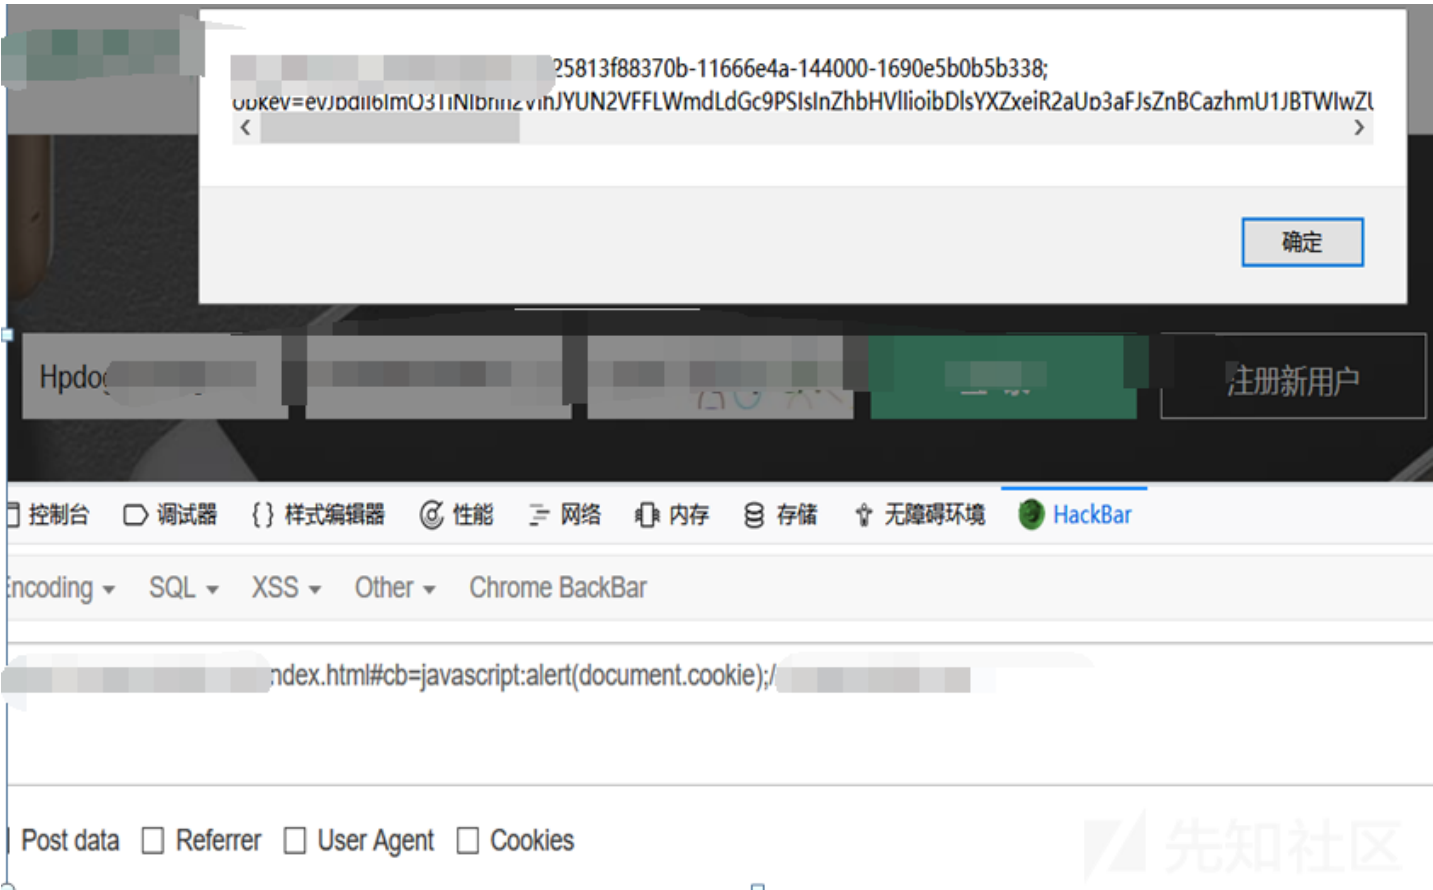 25813f88370b-11666e4a-144000-1690e5b0b5b338;
确定
注册新用户
控制台 调试器 {} 样式编辑器 性能 网络 内存 存储 无障碍环境 HackBar
Encoding SQL XSS Other Chrome BackBar
ndex.html#cb=javascript:alert(document.cookie);/
Post data Referrer User Agent Cookies
先知社区